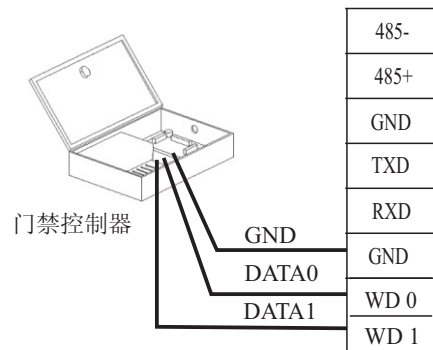 485-
485+
GND
TXD
RXD
GND
WD 0
WD 1
门禁控制器
GND
DATA0
DATA1